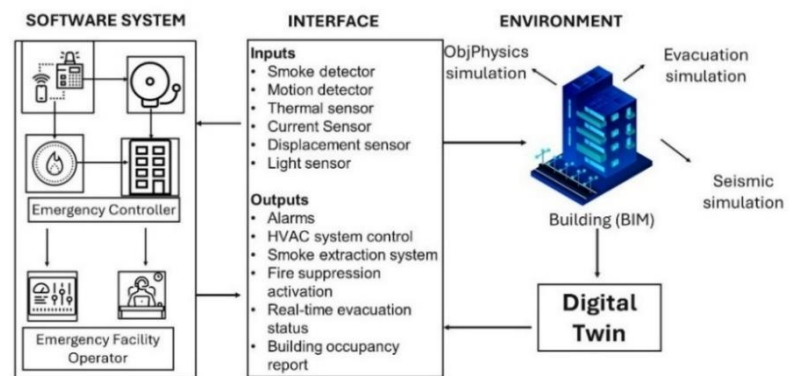 SOFTWARE SYSTEM
Emergency Controller
Emergency Facility
Operator
INTERFACE
Inputs
• Smoke detector
• Motion detector
• Thermal sensor
• Current Sensor
• Displacement sensor
• Light sensor
Outputs
• Alarms
• HVAC system control
• Smoke extraction system
• Fire suppression
activation
• Real-time evacuation
status
• Building occupancy
report
ENVIRONMENT
ObjPhysics
simulation
Evacuation
simulation
Seismic
simulation
Building (BIM)
Digital
Twin